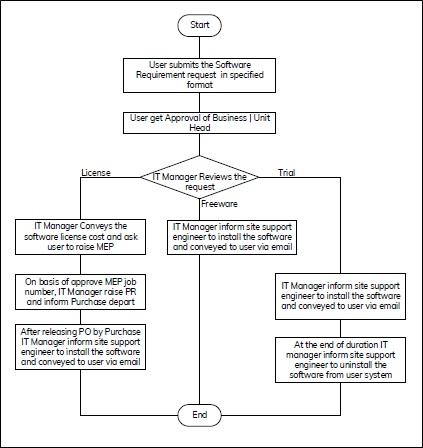 Start
User submits the Software
Requirement request in specified
format
User get Approval of Business | Unit
Head
License
IT Manager Reviews the
request
Trial
Freeware
IT Manager Conveys the
software license cost and ask
user to raise MEP
IT Manager inform site support
engineer to install the software
and conveyed to user via email
On basis of approve MEP job
number, IT Manager raise PR
and inform Purchase depart
IT Manager inform site support
engineer to install the software
and conveyed to user via email
After releasing PO by Purchase
IT Manager inform site support
engineer to install the software
and conveyed to user via email
At the end of duration IT
manager inform site support
engineer to uninstall the
software from user system
End